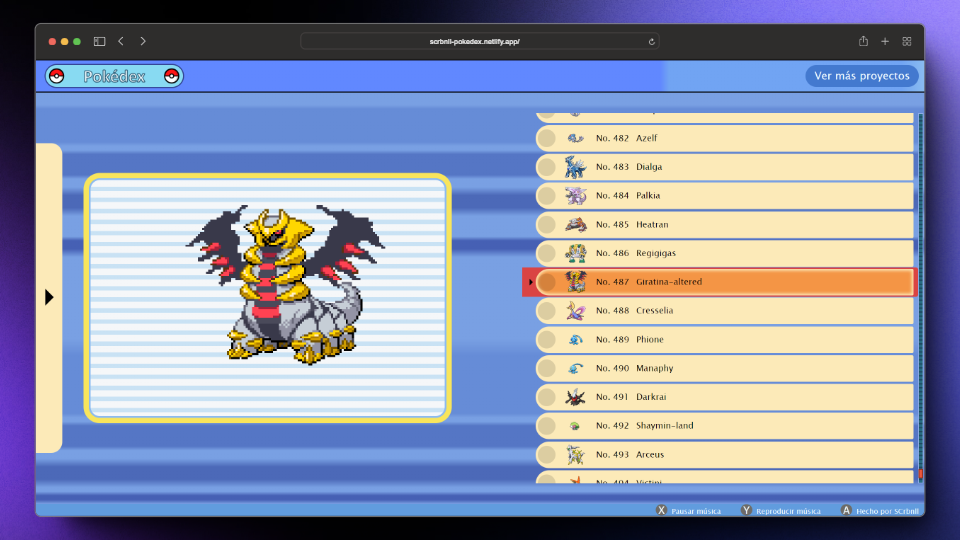 scrbnll-pokedex.netlify.app/
Pokédex
Ver más proyectos
No. 482 Azelf
No. 483 Dialga
No. 484 Palkia
No. 485 Heatran
No. 486 Regigigas
No. 487 Giratina-altered
No. 488 Cresselia
No. 489 Phione
No. 490 Manaphy
No. 491 Darkrai
No. 492 Shaymin-land
No. 493 Arceus
No. 494 Victini
X Pausar música
Y Reproducir música
A Hecho por SCrbnll